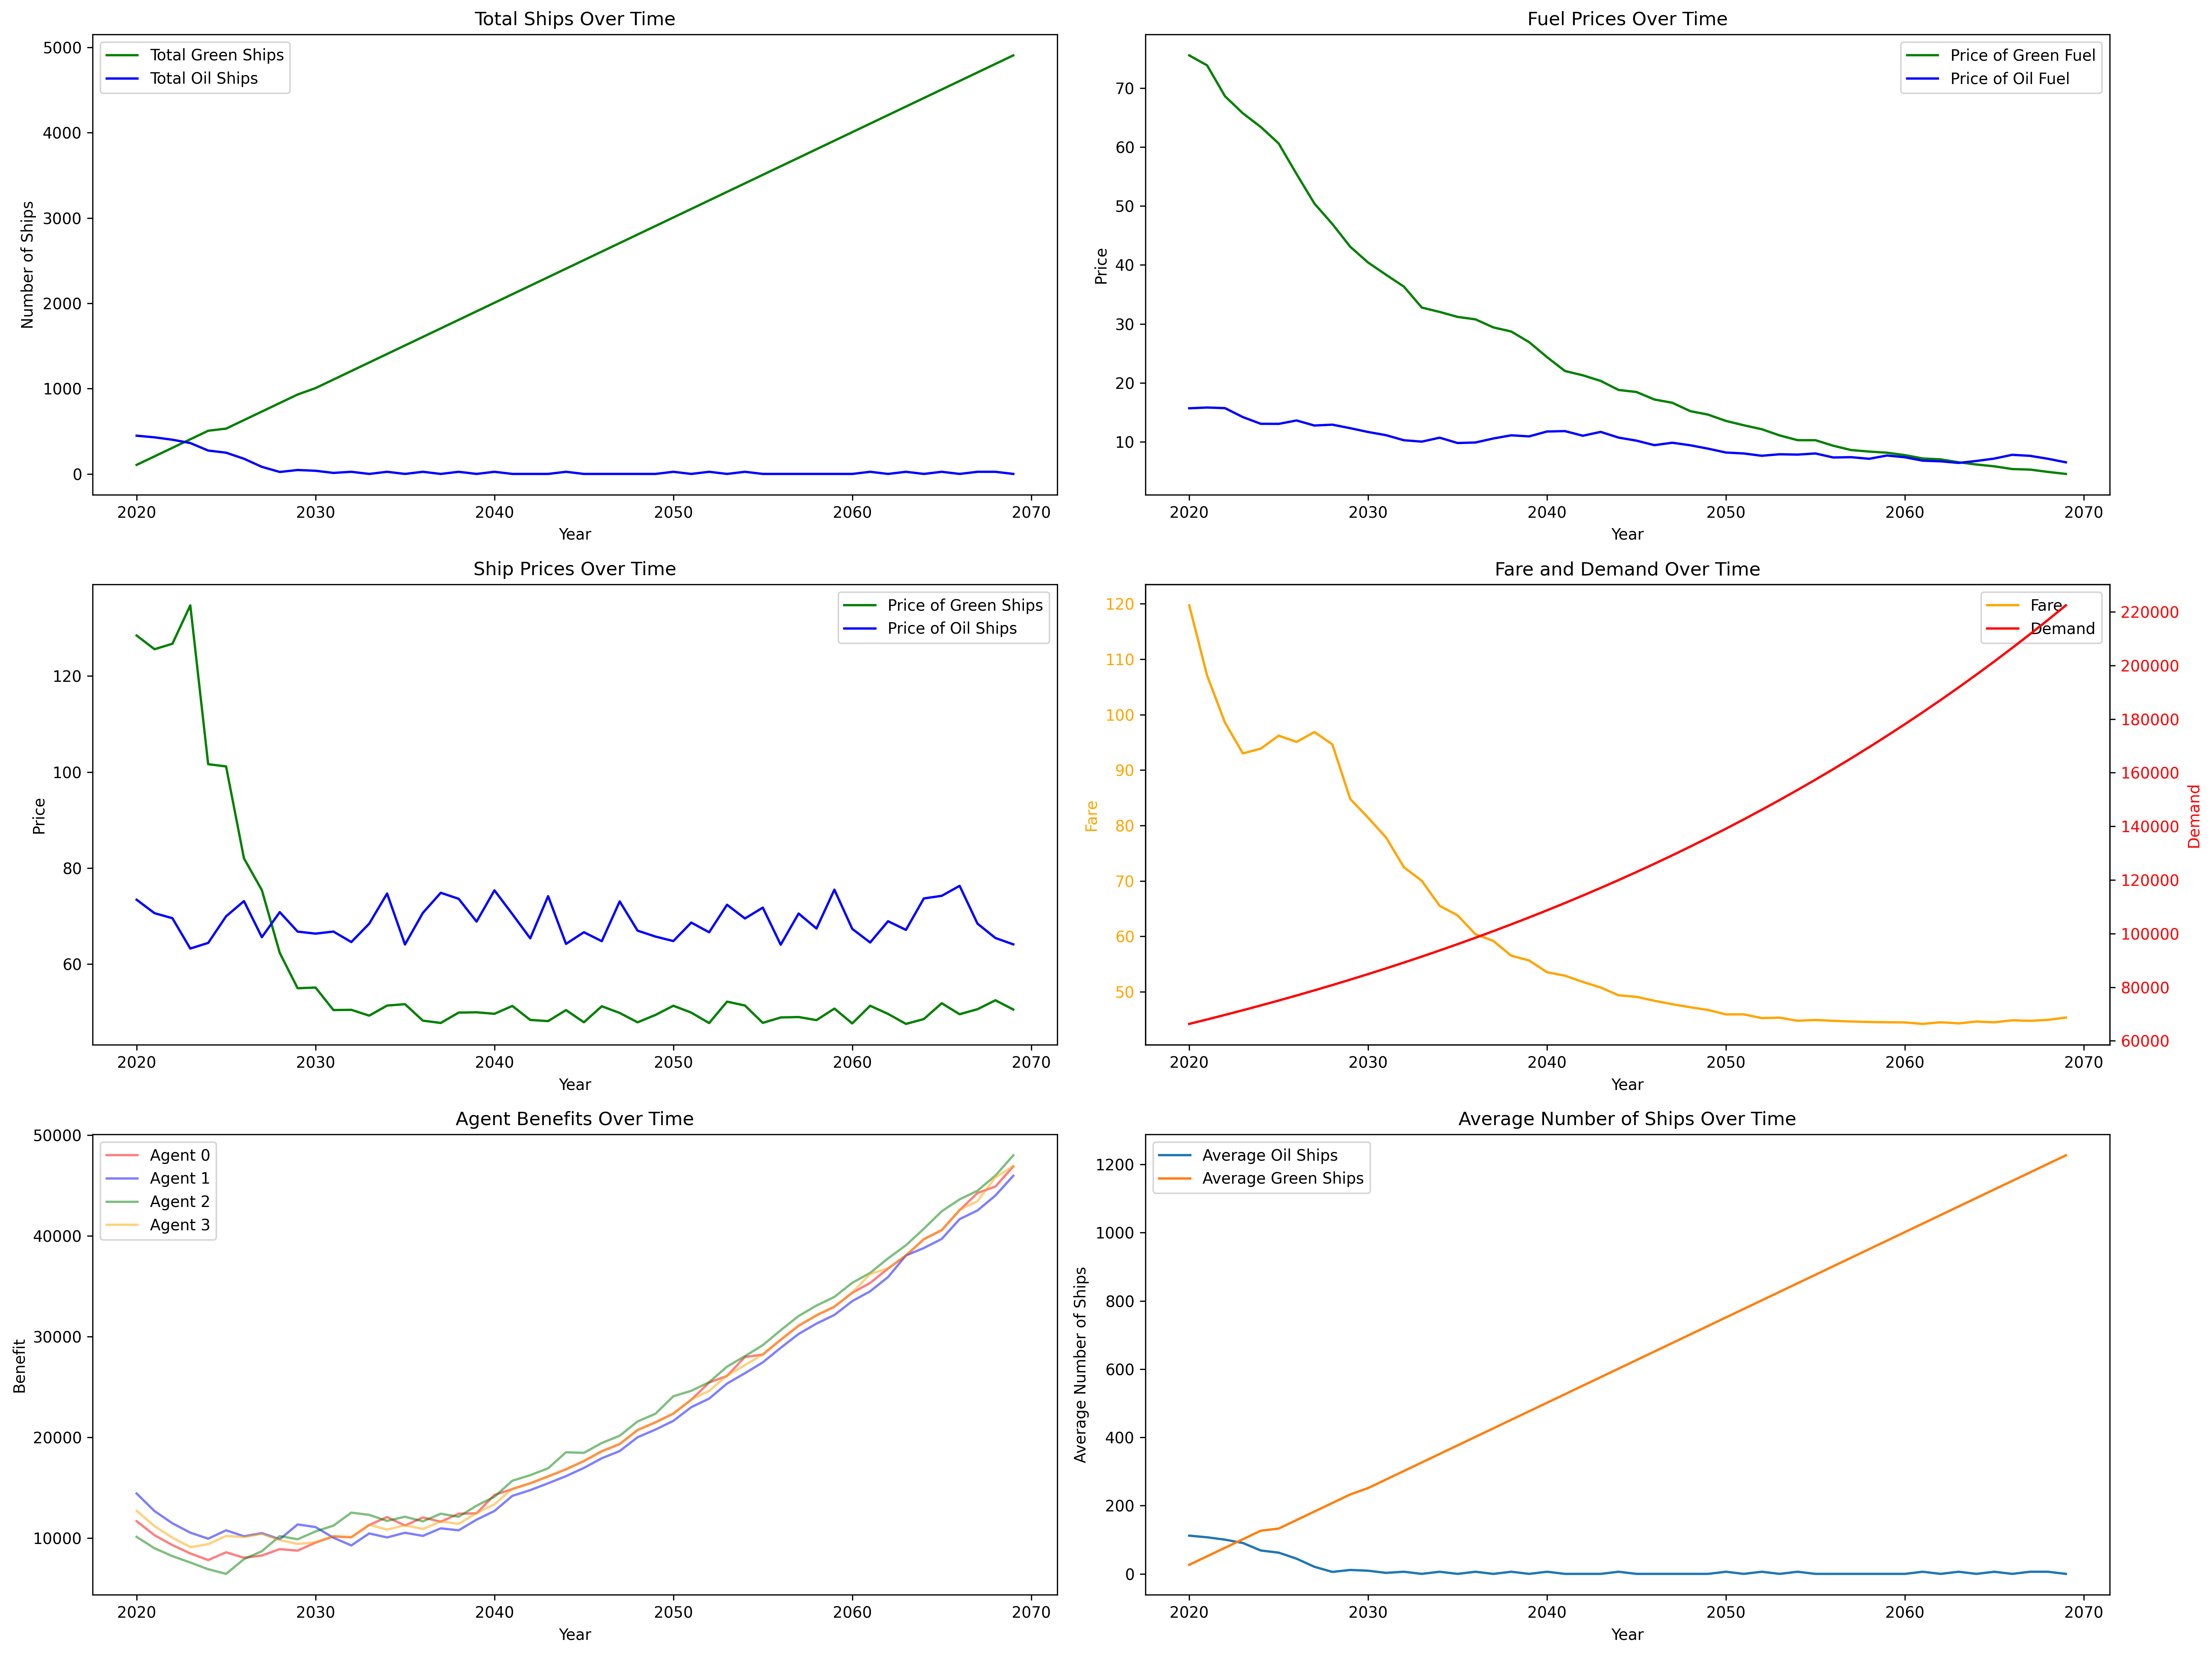 Total Ships Over Time
Total Green Ships
Total Oil Ships
Number of Ships
5000
4000
3000
2000
1000
0
2020
2030
2040
2050
2060
2070
Year
Fuel Prices Over Time
Price of Green Fuel
Price of Oil Fuel
Price
70
60
50
40
30
20
10
2020
2030
2040
2050
2060
2070
Year
Ship Prices Over Time
Price of Green Ships
Price of Oil Ships
Price
120
100
80
60
2020
2030
2040
2050
2060
2070
Year
Fare and Demand Over Time
Fare
Demand
Fare
120
110
100
90
80
70
60
50
220000
200000
180000
160000
140000
120000
100000
80000
60000
Demand
2020
2030
2040
2050
2060
2070
Year
Agent Benefits Over Time
Agent 0
Agent 1
Agent 2
Agent 3
Benefit
50000
40000
30000
20000
10000
2020
2030
2040
2050
2060
2070
Year
Average Number of Ships Over Time
Average Oil Ships
Average Green Ships
Average Number of Ships
1200
1000
800
600
400
200
0
2020
2030
2040
2050
2060
2070
Year